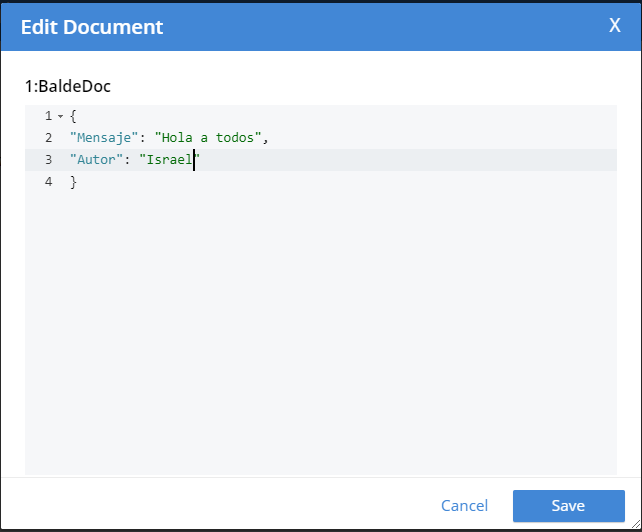 Edit Document X
1:BaldeDoc
1 {
2 "Mensaje": "Hola a todos",
3 "Autor": "Israel"
4 }
Cancel Save